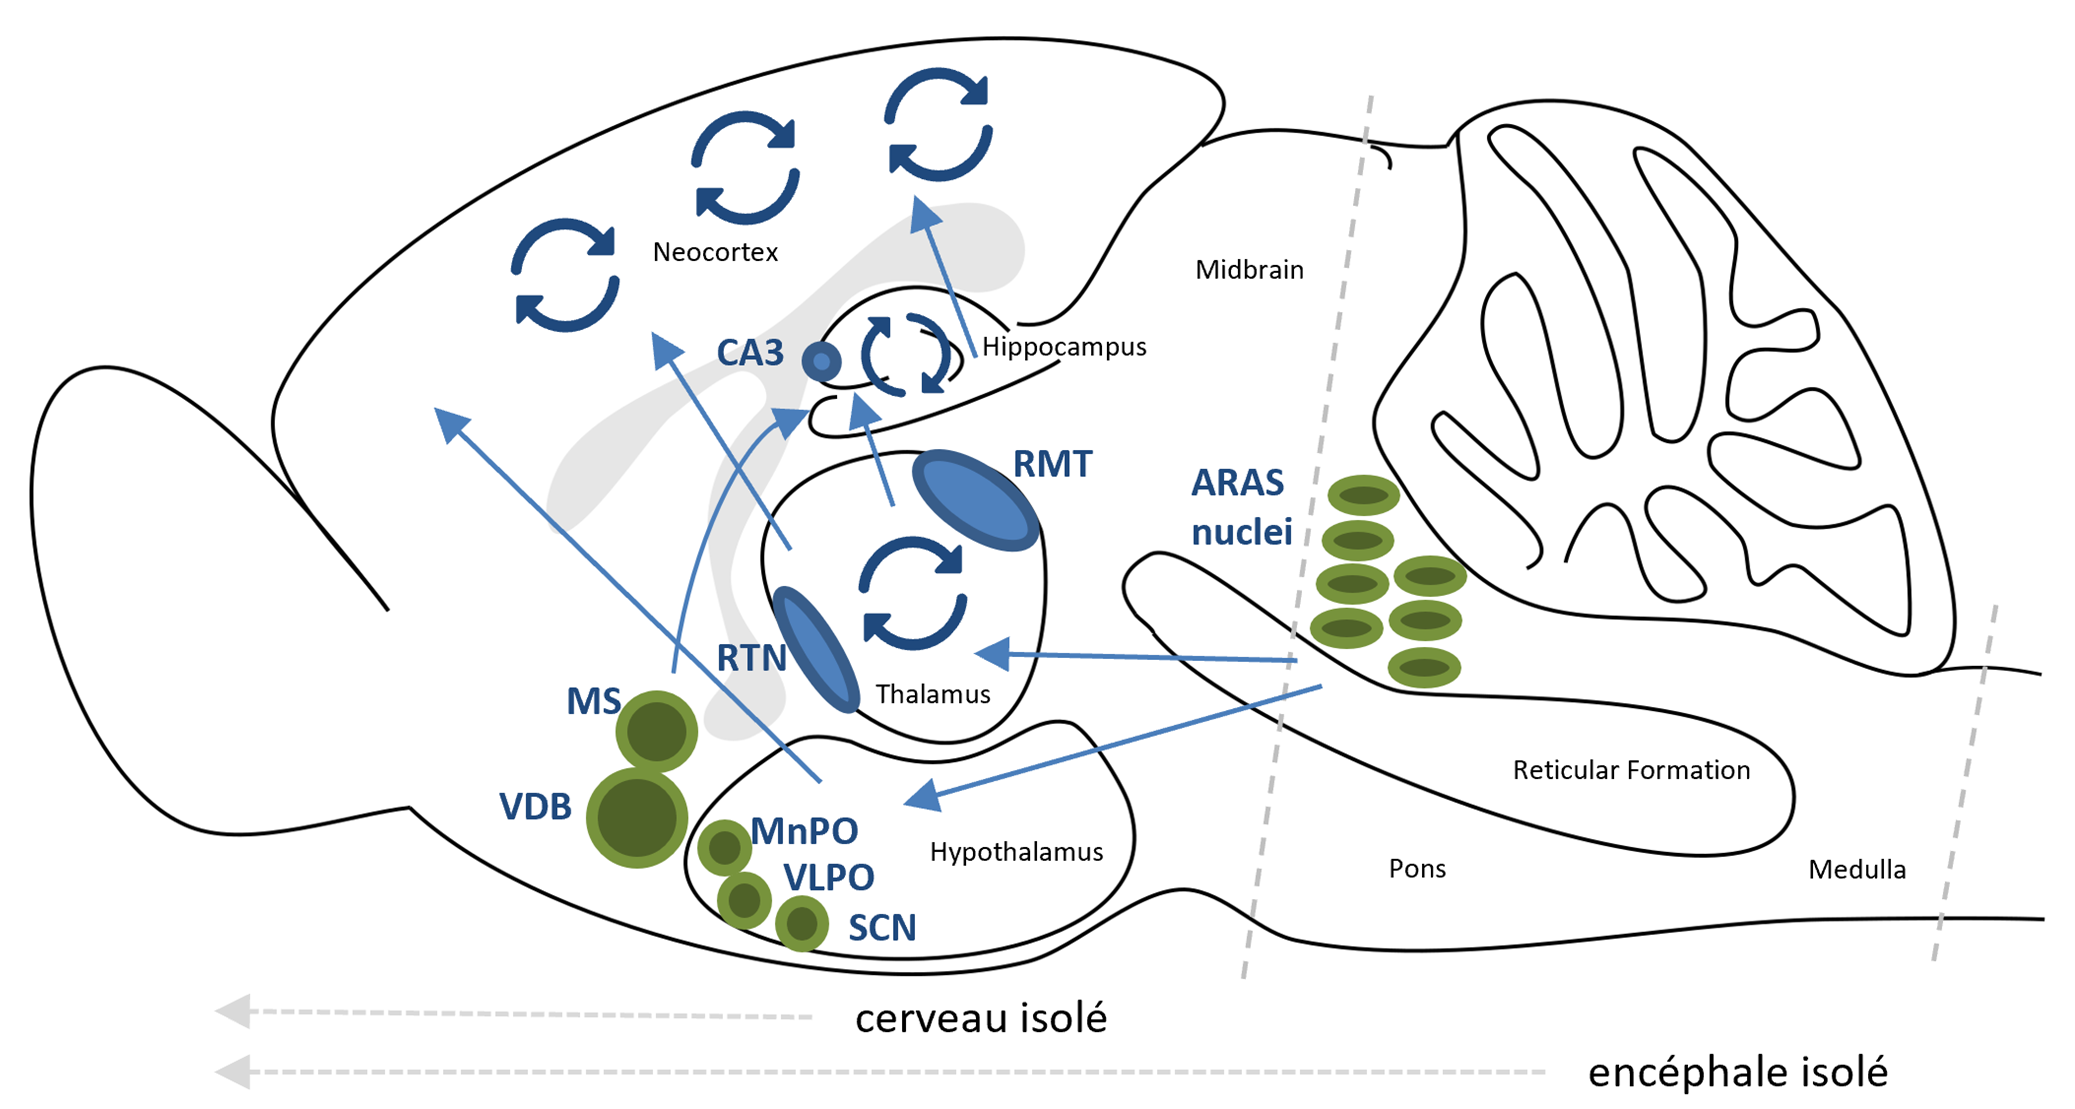 Neocortex
Midbrain
CA3
Hippocampus
RMT
ARAS
nuclei
RTN
MS
Thalamus
Reticular Formation
VDB
MnPO
Hypothalamus
VLPO
Pons
Medulla
SCN
cerveau isolé
encéphale isolé